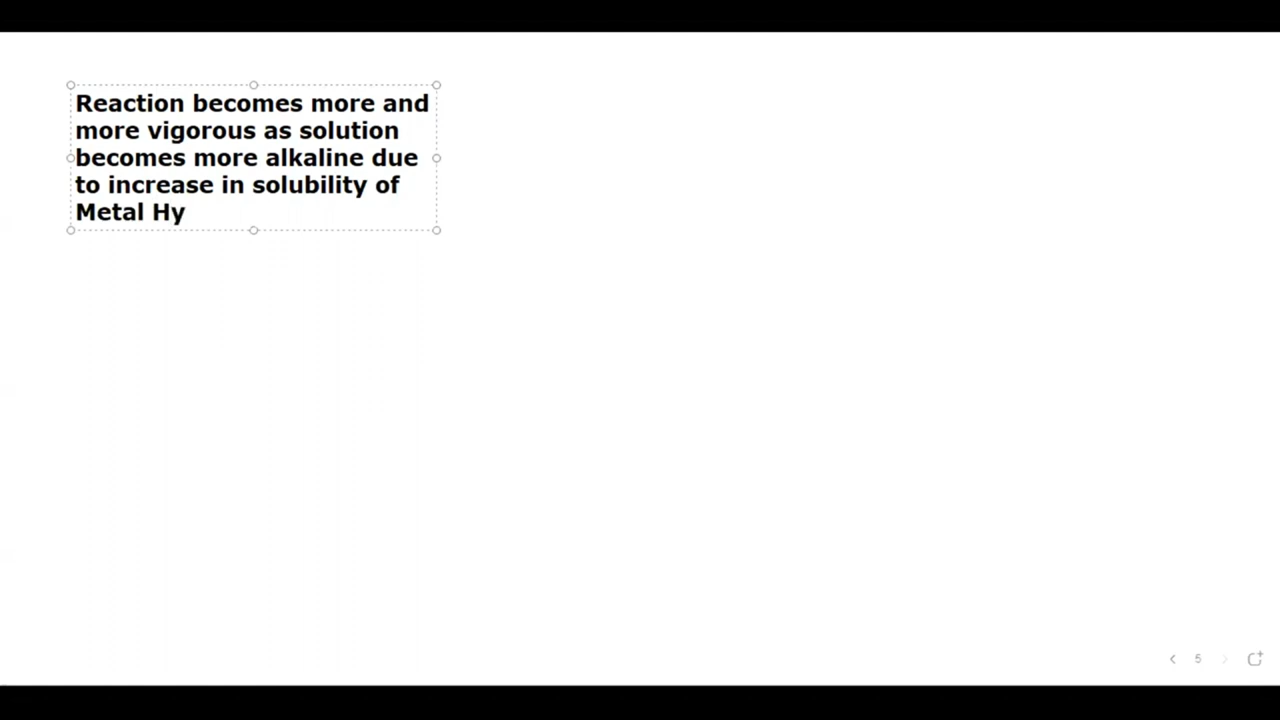 Reaction becomes more and
more vigorous as solution
becomes more alkaline due
to increase in solubility of
Metal Hy
5